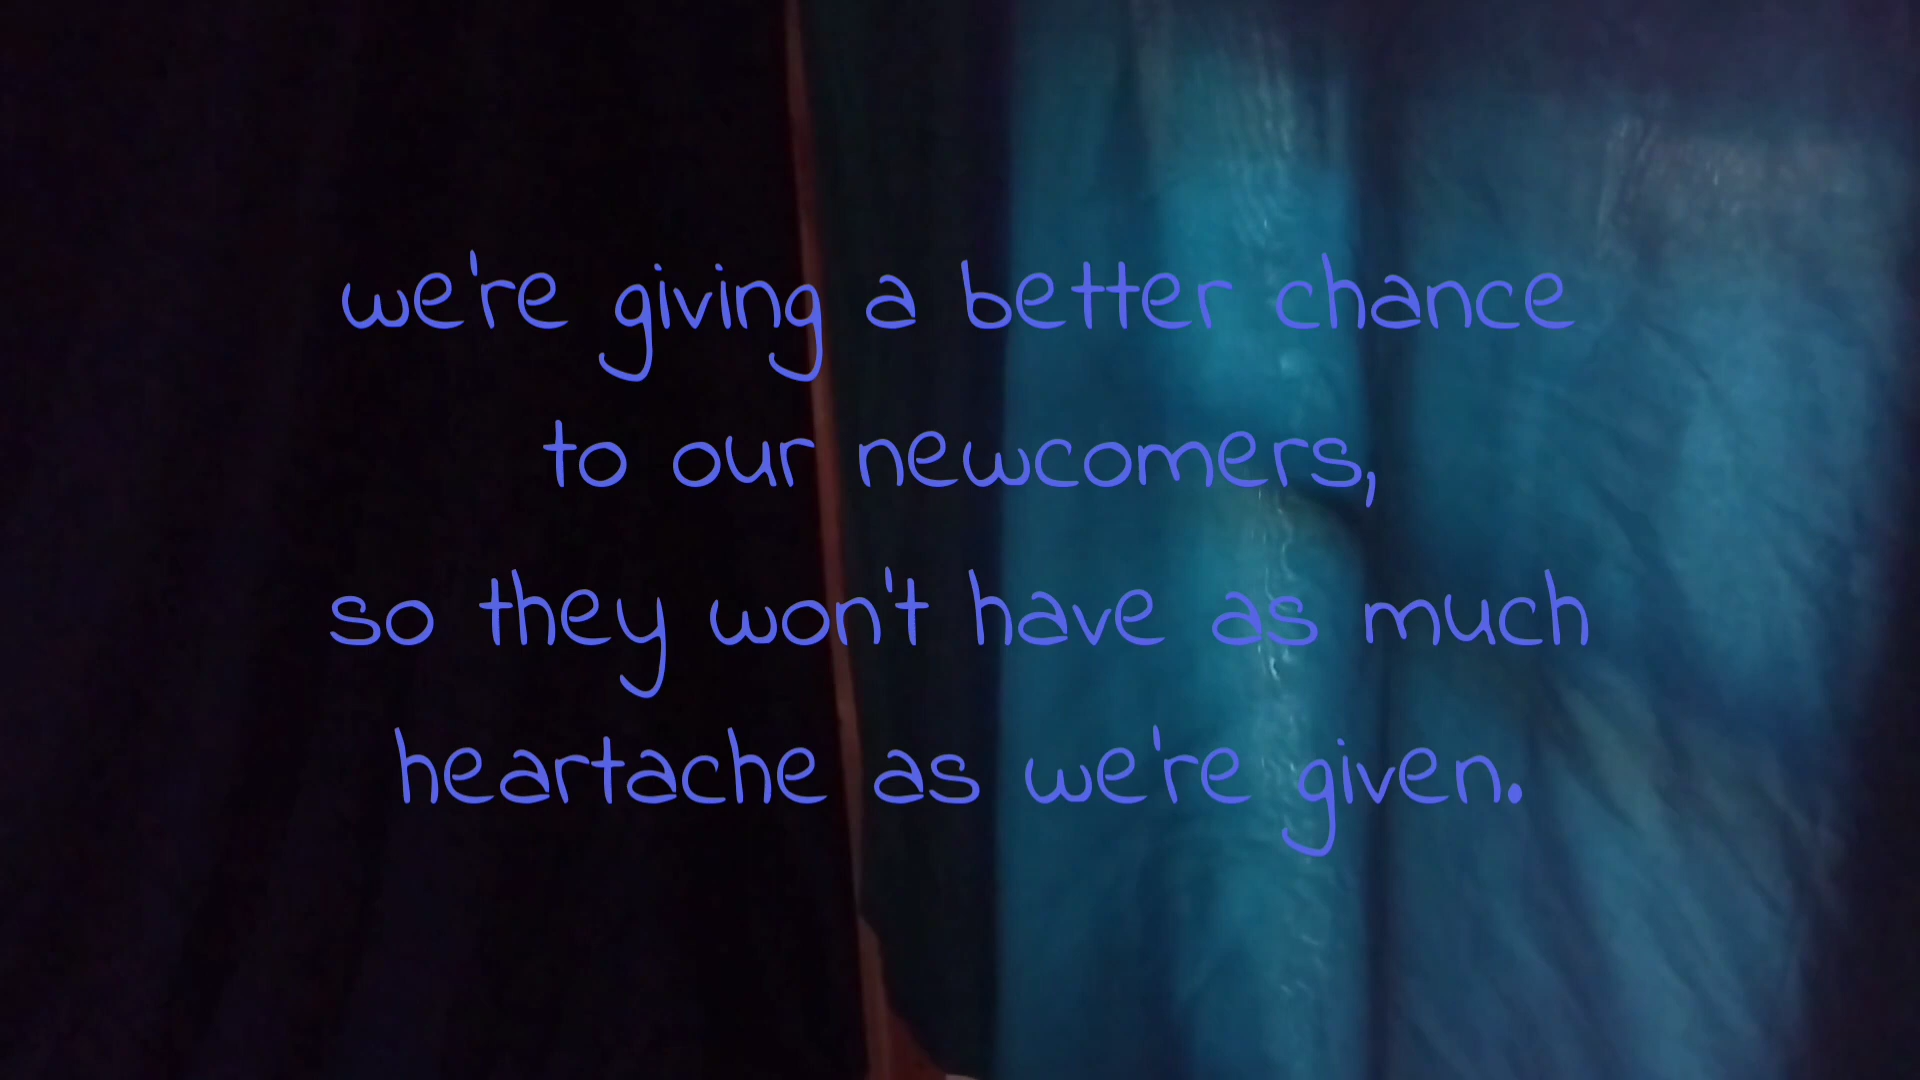 we're giving a better chance
to our newcomers,
so they won't have as much
heartache as we're given.